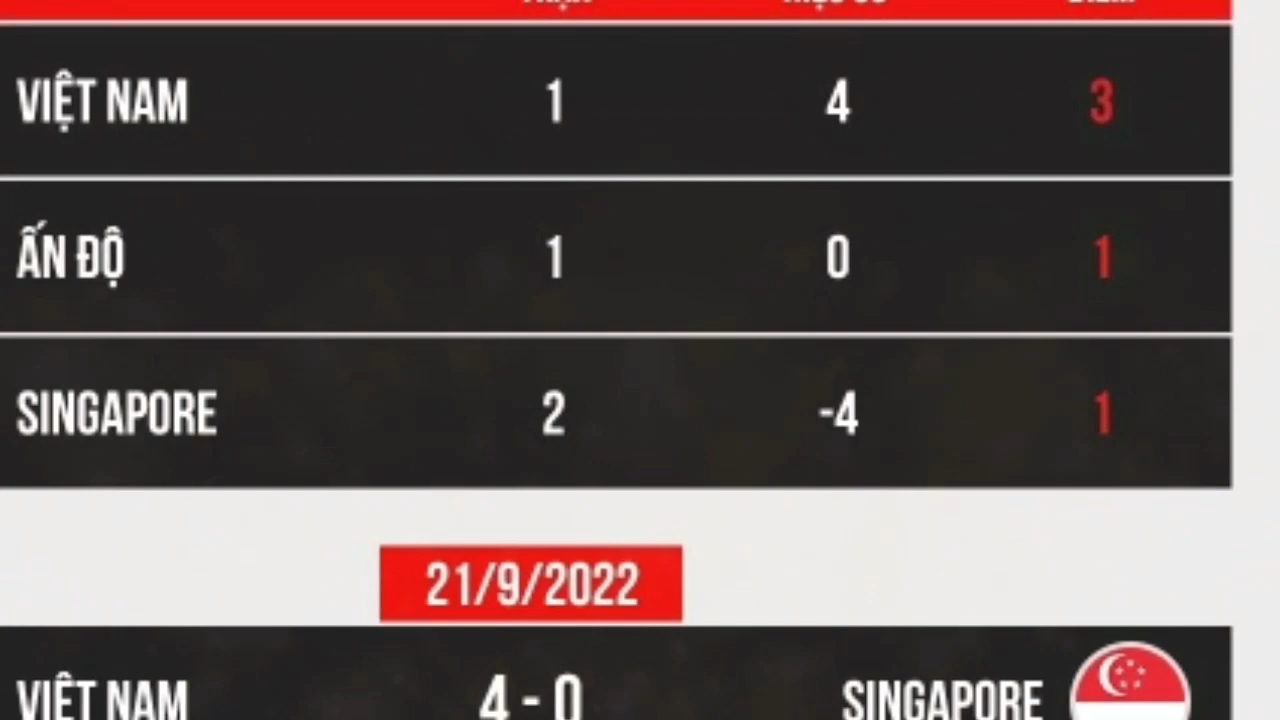 VIỆT NAM 1 4 3
ẤN ĐỘ 1 0 1
SINGAPORE 2 -4 1
21/9/2022
VIỆT NAM 4 - 0 SINGAPORE